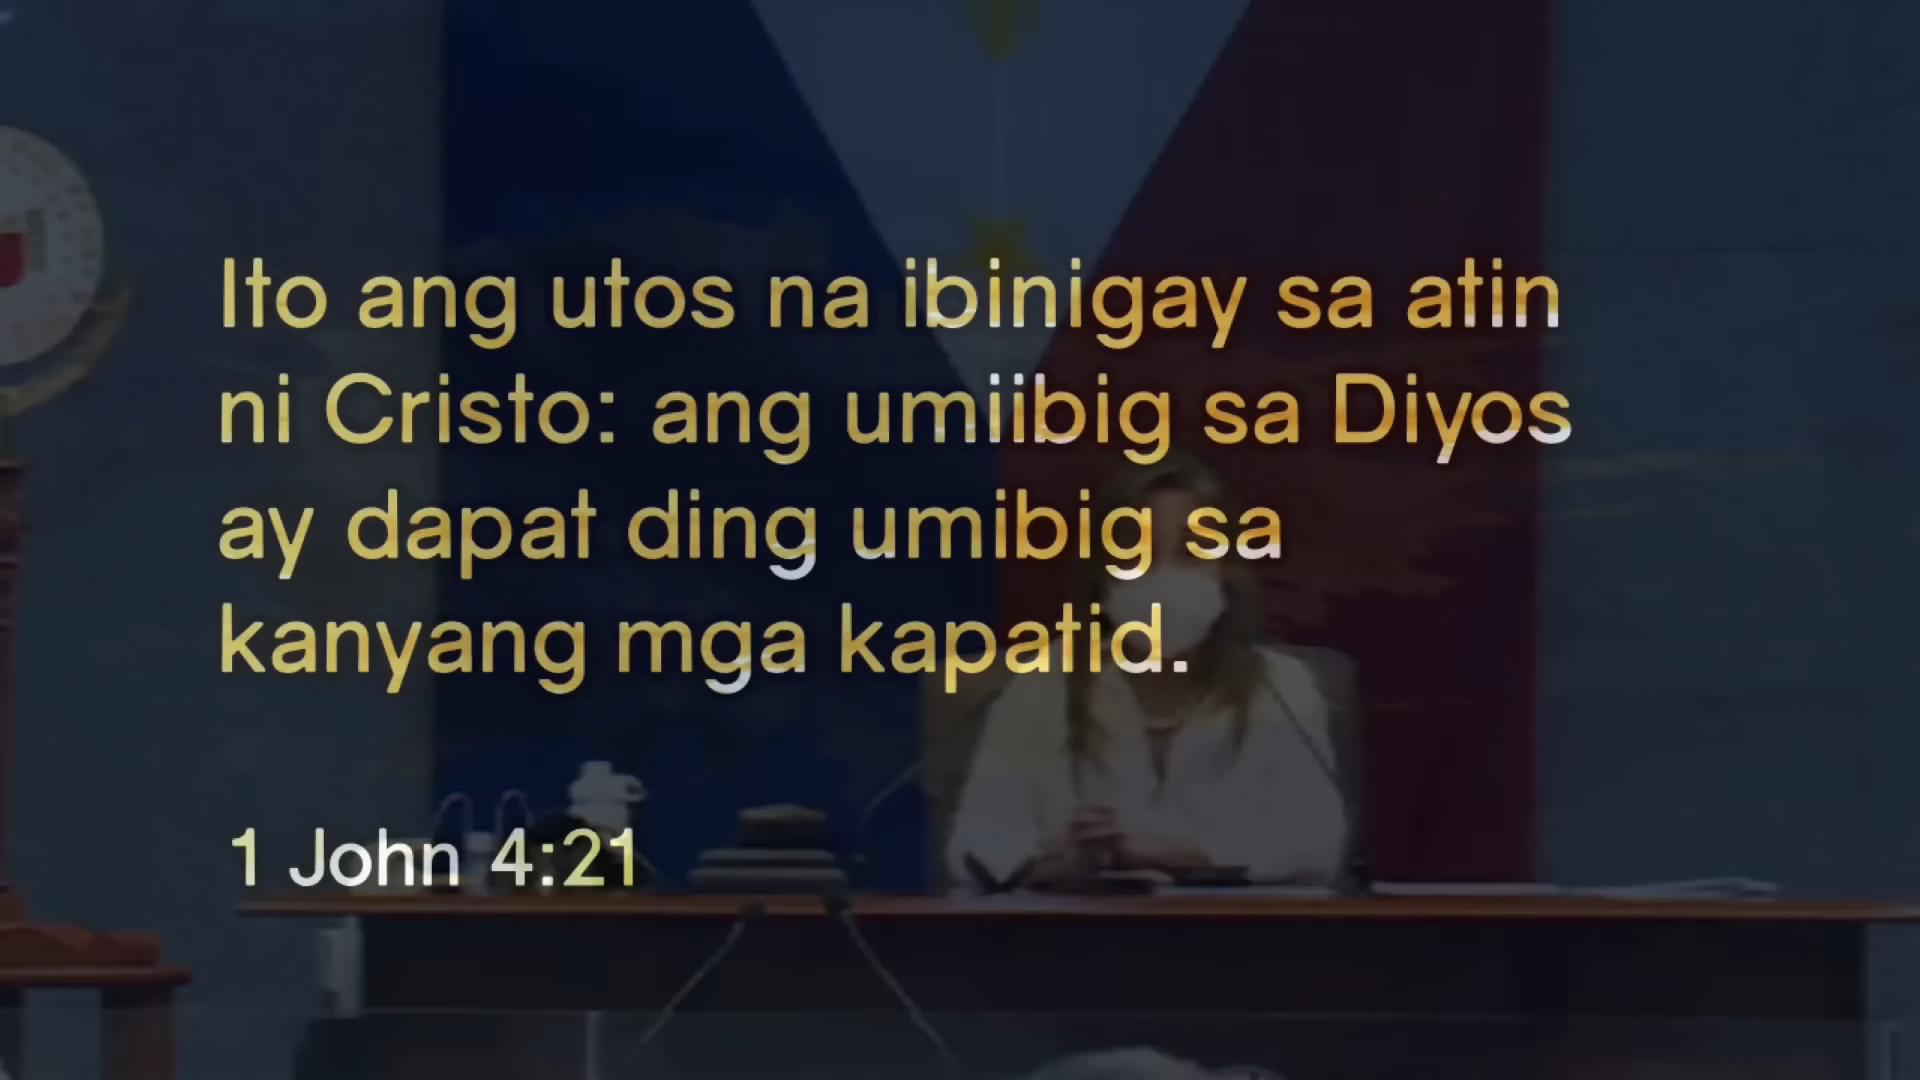 Ito ang utos na ibinigay sa atin
ni Cristo: ang umiibig sa Diyos
ay dapat ding umibig sa
kanyang mga kapatid.
1 John 4:21